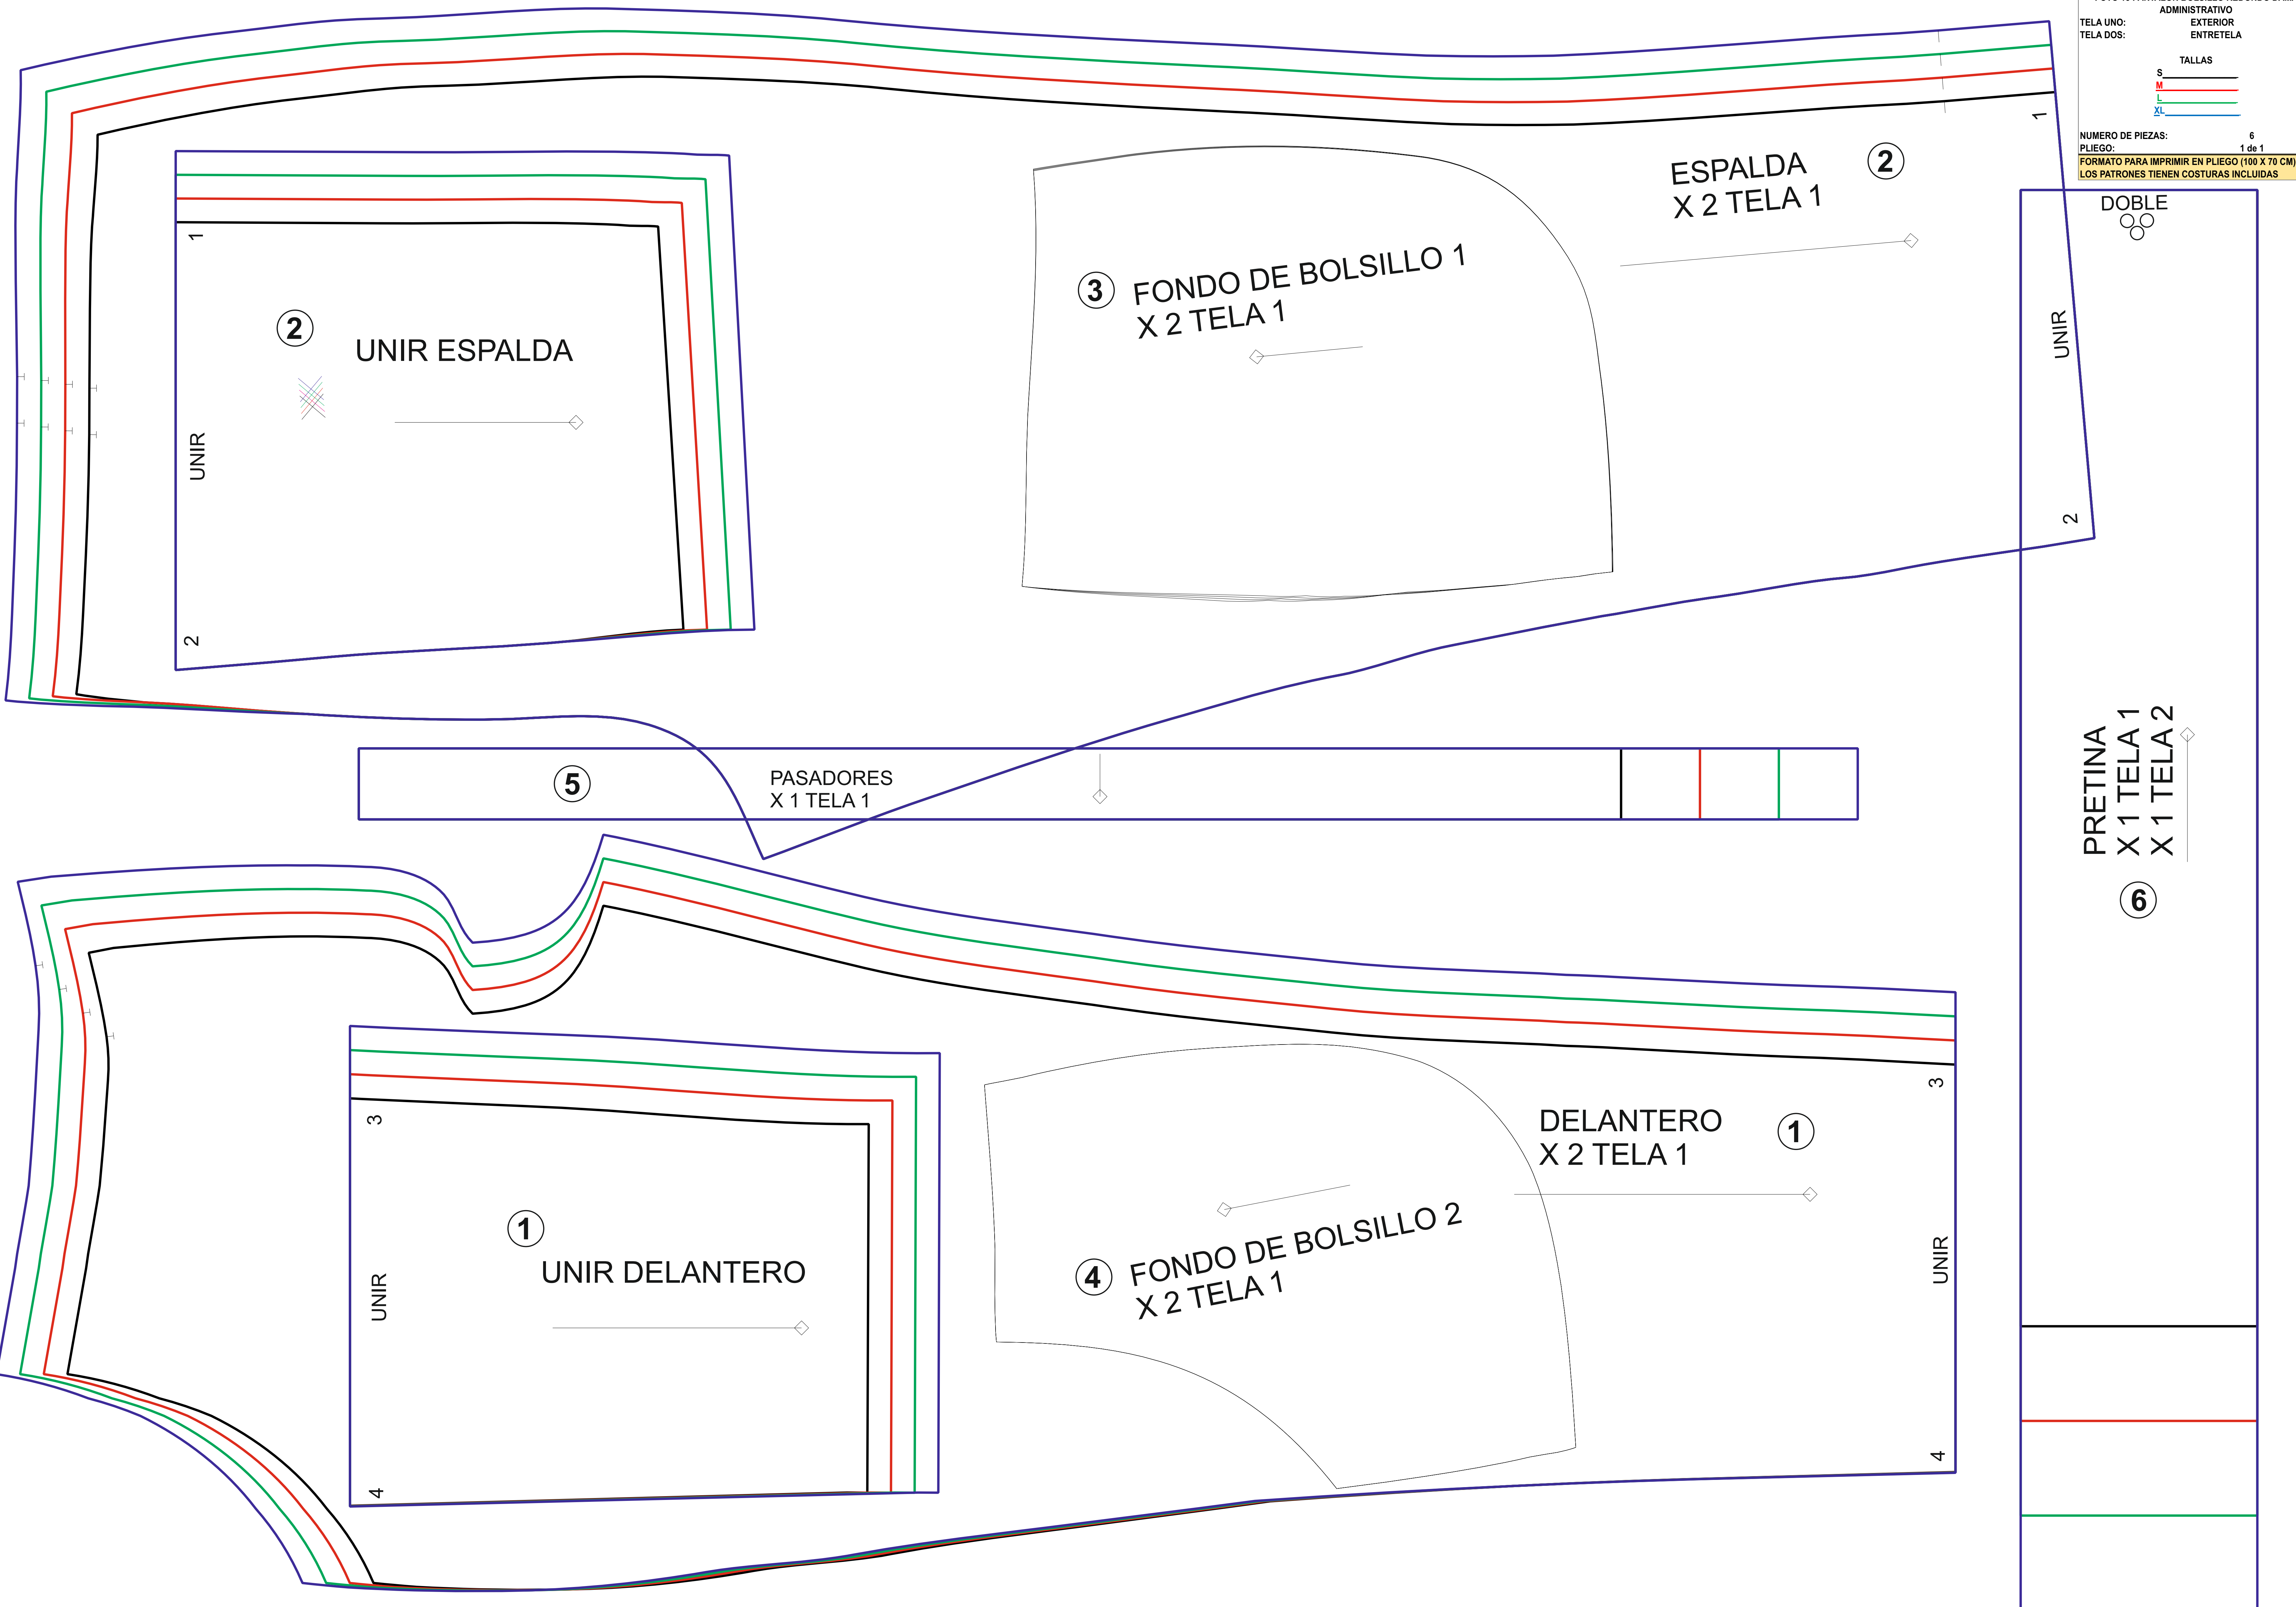 ADMINISTRATIVO
TELA UNO: EXTERIOR
TELA DOS: ENTRETELA
TALLAS
S
M
L
XL
NUMERO DE PIEZAS: 6
PLIEGO: 1 de 1
FORMATO PARA IMPRIMIR EN PLIEGO (100 X 70 CM)
LOS PATRONES TIENEN COSTURAS INCLUIDAS
1
ESPALDA
X 2 TELA 1
2
UNIR
2
1
2
UNIR ESPALDA
UNIR
2
3
FONDO DE BOLSILLO 1
X 2 TELA 1
DOBLE
PRETINA
X 1 TELA 1
X 1 TELA 2
6
5
PASADORES
X 1 TELA 1
3
1
UNIR DELANTERO
UNIR
4
4
FONDO DE BOLSILLO 2
X 2 TELA 1
DELANTERO
X 2 TELA 1
1
3
UNIR
4